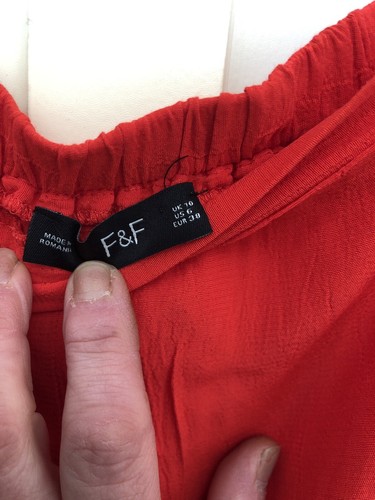 MADE IN
ROMANIA
F&F
UK 10
US 6
EUR 38